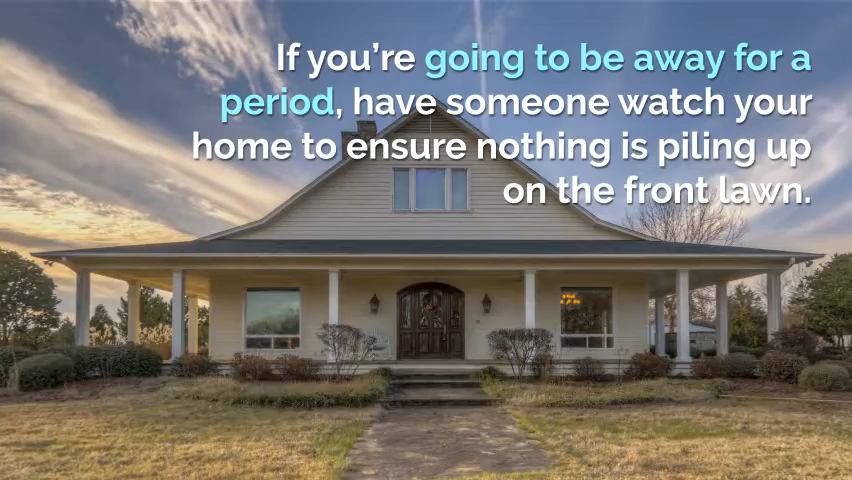 If you’re going to be away for a
period, have someone watch your
home to ensure nothing is piling up
on the front lawn.